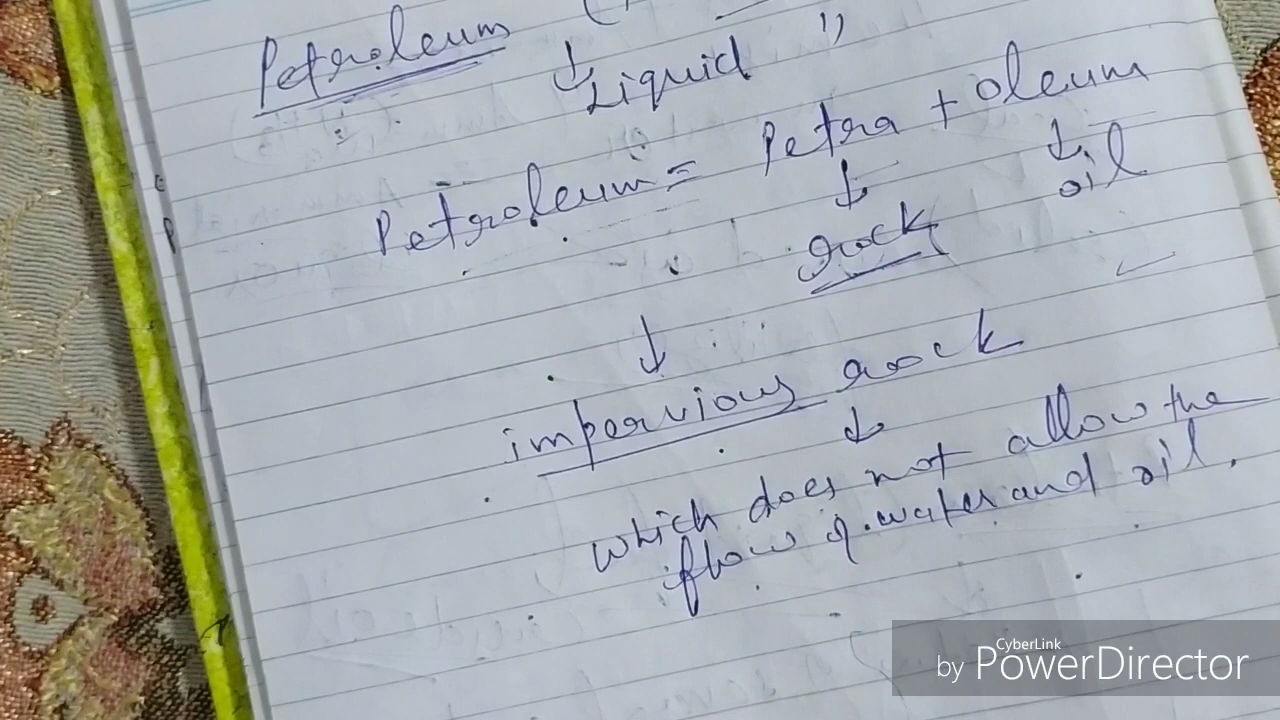 Petroleum (
↓
Liquid "
Petroleum = Petra + oleum
↓ ↓
rock oil
↓
impervious rock
↓
which does not allow the
flow of water and oil.
CyberLink
by PowerDirector